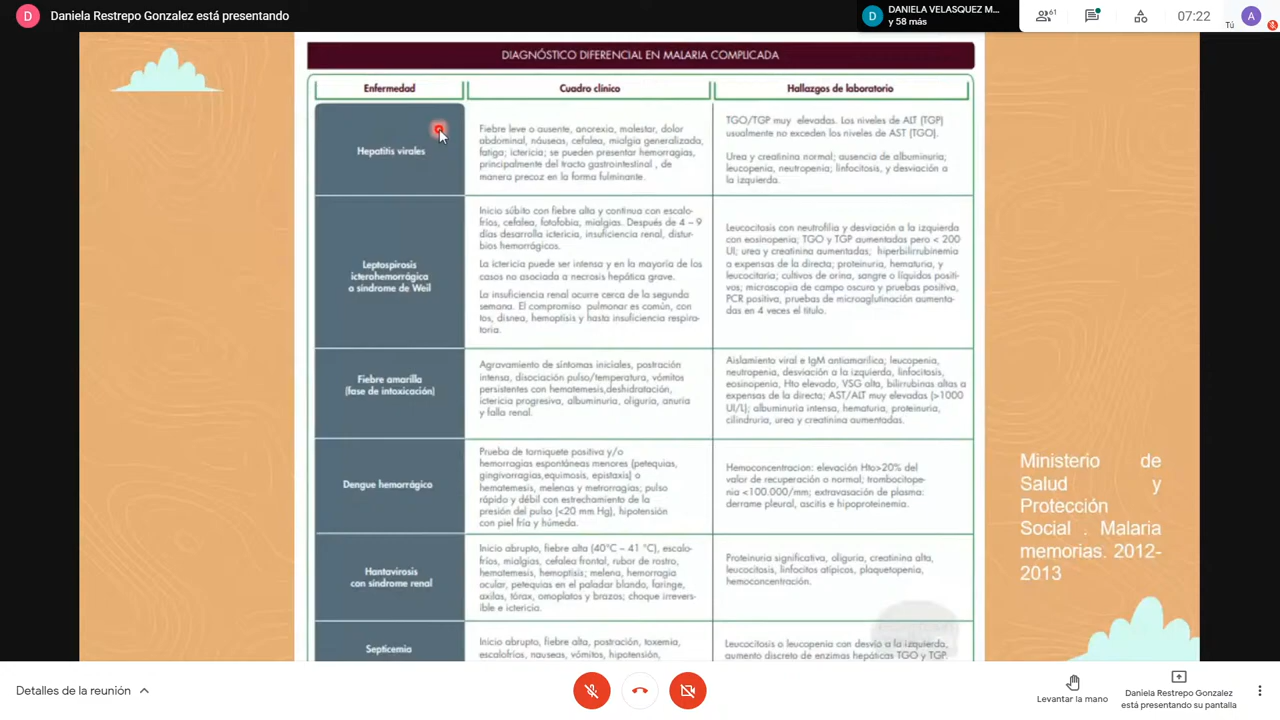 D Daniela Restrepo Gonzalez está presentando
D DANIELA VELASQUEZ M...
y 58 más
61
Tú
07:22
A
DIAGNÓSTICO DIFERENCIAL EN MALARIA COMPLICADA
Enfermedad
Cuadro clínico
Hallazgos de laboratorio
Hepatitis virales
Fiebre leve o ausente, anorexia, malestar, dolor
abdominal, náuseas, cefalea, mialgia generalizada,
fatiga; ictericia; se pueden presentar hemorragias,
principalmente del tracto gastrointestinal , de
manera precoz en la forma fulminante.
TGO/TGP muy elevadas. Los niveles de ALT (TGP)
usualmente no exceden los niveles de AST (TGO).
Urea y creatinina normal; ausencia de albuminuria;
leucopenia, neutropenia; linfocitosis, y desviación a
la izquierda.
Leptospirosis
icterohemorrágica
o síndrome de Weil
Inicio súbito con fiebre alta y continua con escalo-
fríos, cefalea, fotofobia, mialgias. Después de 4 – 9
días desarrolla ictericia, insuficiencia renal, distur-
bios hemorrágicos.
La ictericia puede ser intensa y en la mayoría de los
casos no asociada a necrosis hepática grave.
La insuficiencia renal ocurre cerca de la segunda
semana. El compromiso pulmonar es común, con
tos, disnea, hemoptisis y hasta insuficiencia respira-
toria.
Leucocitosis con neutrofilia y desviación a la izquierda
con eosinopenia; TGO y TGP aumentadas pero < 200
UI; urea y creatinina aumentadas; hiperbilirrubinemia
a expensas de la directa; proteinuria, hematuria, y
leucocitaria; cultivos de orina, sangre o líquidos positi-
vos; microscopia de campo oscuro y pruebas positiva,
PCR positiva, pruebas de microaglutinación aumenta-
das en 4 veces el título.
Fiebre amarilla
(fase de intoxicación)
Agravamiento de síntomas iniciales, postración
intensa, disociación pulso/temperatura, vómitos
persistentes con hematemesis,deshidratación,
ictericia progresiva, albuminuria, oliguria, anuria
y falla renal.
Aislamiento viral e IgM antiamarílica; leucopenia,
neutropenia, desviación a la izquierda, linfocitosis,
eosinopenia, Hto elevado, VSG alta, bilirrubinas altas a
expensas de la directa; AST/ALT muy elevadas (>1000
UI/L); albuminuria intensa, hematuria, proteinuria,
cilindruria, urea y creatinina aumentadas.
Dengue hemorrágico
Prueba de torniquete positiva y/o
hemorragias espontáneas menores (petequias,
gingivorragias,equimosis, epistaxis) o
hematemesis, melenas y metrorragias; pulso
rápido y débil con estrechamiento de la
presión del pulso (<20 mm Hg), hipotensión
con piel fría y húmeda.
Hemoconcentracion: elevación Hto>20% del
valor de recuperación o normal; trombocitope-
nia <100.000/mm; extravasación de plasma:
derrame pleural, ascitis e hipoproteinemia.
Hantavirosis
con síndrome renal
Inicio abrupto, fiebre alta (40°C – 41 °C), escalo-
fríos, mialgias, cefalea frontal, rubor de rostro,
hematemesis, hemoptisis; melena, hemorragia
ocular, petequias en el paladar blando, faringe,
axilas, tórax, omoplatos y brazos; choque irrevers-
ible e ictericia.
Proteinuria significativa, oliguria, creatinina alta,
leucocitosis, linfocitos atípicos, plaquetopenia,
hemoconcentración.
Septicemia
Inicio abrupto, fiebre alta, postración, toxemia,
escalofríos, nauseas, vómitos, hipotensión,
Leucocitosis o leucopenia con desvío a la izquierda;
aumento discreto de enzimas hepáticas TGO y TGP.
Ministerio de
Salud y
Protección
Social . Malaria
memorias. 2012-
2013
Detalles de la reunión
Levantar la mano
Daniela Restrepo Gonzalez
está presentando su pantalla